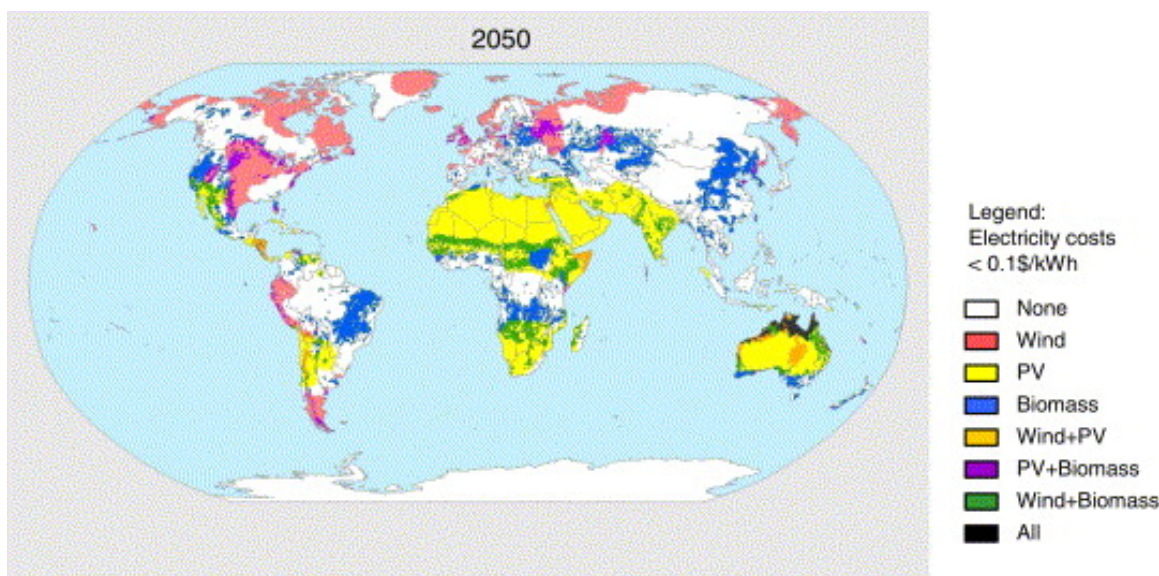 2050
Legend:
Electricity costs
< 0.1$/kWh
None
Wind
PV
Biomass
Wind+PV
PV+Biomass
Wind+Biomass
All